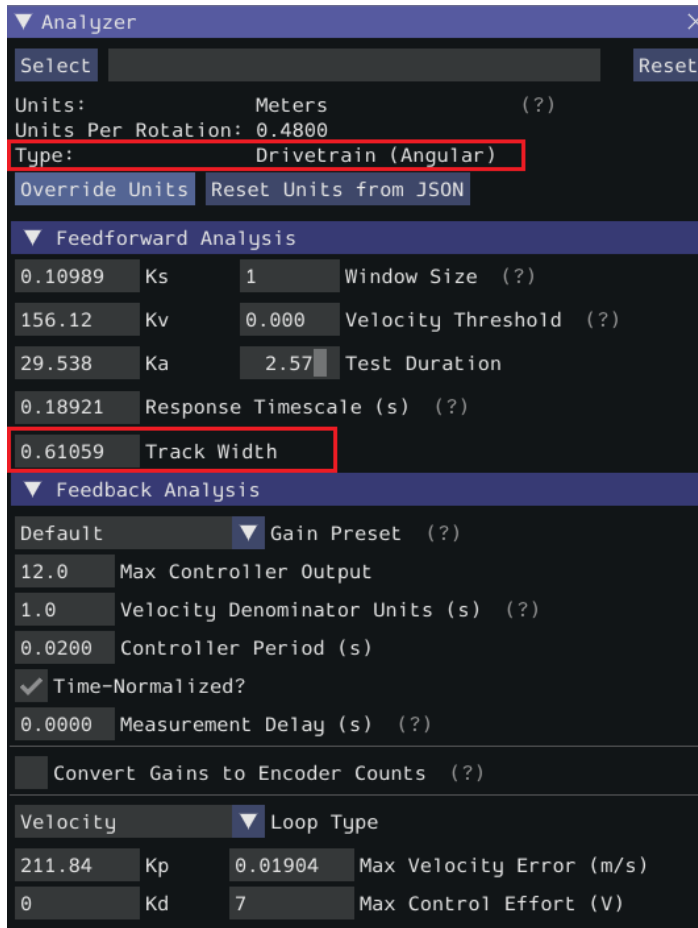 ▼ Analyzer
Select Reset
Units: Meters (?)
Units Per Rotation: 0.4800
Type: Drivetrain (Angular)
Override Units Reset Units from JSON
▼ Feedforward Analysis
0.10989 Ks 1 Window Size (?)
156.12 Kv 0.000 Velocity Threshold (?)
29.538 Ka 2.57 Test Duration
0.18921 Response Timescale (s) (?)
0.61059 Track Width
▼ Feedback Analysis
Default ▼ Gain Preset (?)
12.0 Max Controller Output
1.0 Velocity Denominator Units (s) (?)
0.0200 Controller Period (s)
Time-Normalized?
0.0000 Measurement Delay (s) (?)
Convert Gains to Encoder Counts (?)
Velocity ▼ Loop Type
211.84 Kp 0.01904 Max Velocity Error (m/s)
0 Kd 7 Max Control Effort (V)